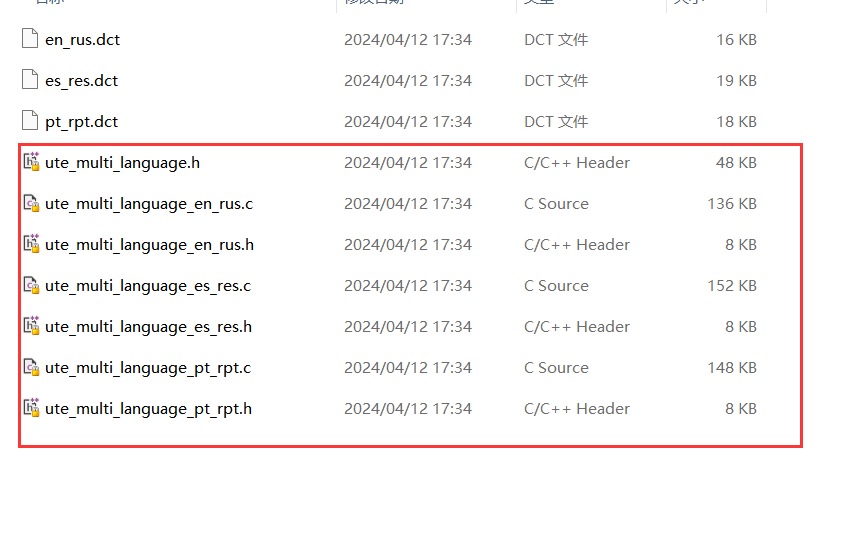 en_rus.dct 2024/04/12 17:34 DCT 文件 16 KB
es_res.dct 2024/04/12 17:34 DCT 文件 19 KB
pt_rpt.dct 2024/04/12 17:34 DCT 文件 18 KB
ute_multi_language.h 2024/04/12 17:34 C/C++ Header 48 KB
ute_multi_language_en_rus.c 2024/04/12 17:34 C Source 136 KB
ute_multi_language_en_rus.h 2024/04/12 17:34 C/C++ Header 8 KB
ute_multi_language_es_res.c 2024/04/12 17:34 C Source 152 KB
ute_multi_language_es_res.h 2024/04/12 17:34 C/C++ Header 8 KB
ute_multi_language_pt_rpt.c 2024/04/12 17:34 C Source 148 KB
ute_multi_language_pt_rpt.h 2024/04/12 17:34 C/C++ Header 8 KB